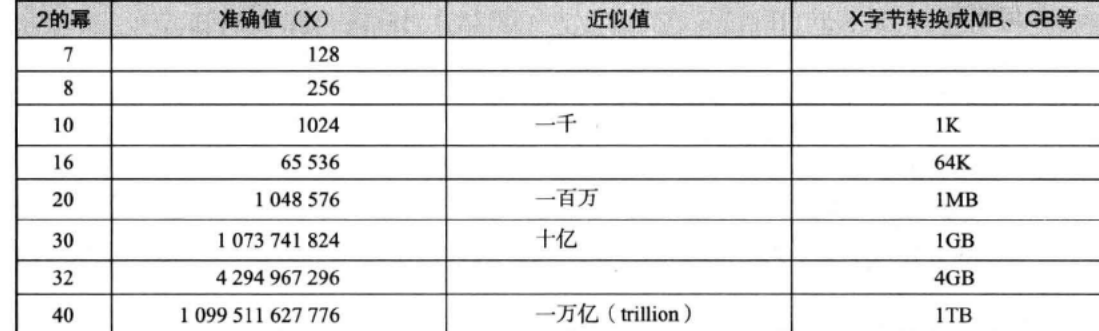 2的幂 准确值（X） 近似值 X字节转换成MB、GB等
7 128
8 256
10 1024 一千 1K
16 65 536 64K
20 1 048 576 一百万 1MB
30 1 073 741 824 十亿 1GB
32 4 294 967 296 4GB
40 1 099 511 627 776 一万亿（trillion） 1TB